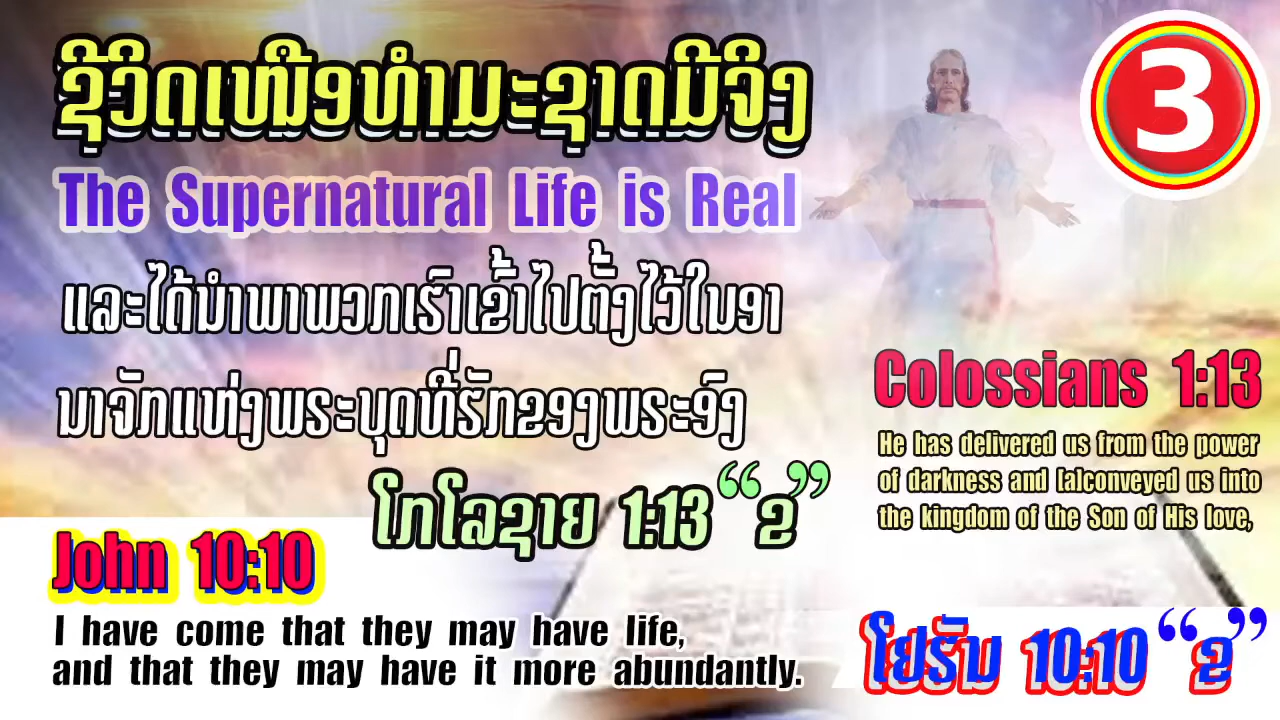 ຊີວິດເໜືອທຳມະຊາດມີຈິງ
3
The Supernatural Life is Real
ແລະໄດ້ນຳພາພວກເຮົາເຂົ້າໄປຕັ້ງໄວ້ໃນອາ
ນາຈັກແຫ່ງພຣະບຸດທີ່ຮັກຂອງພຣະອົງ
ໂກໂລຊາຍ 1:13 “ຂ”
Colossians 1:13
He has delivered us from the power
of darkness and [a]conveyed us into
the kingdom of the Son of His love,
John 10:10
I have come that they may have life,
and that they may have it more abundantly.
ໂຢຮັນ 10:10 “ຂ”